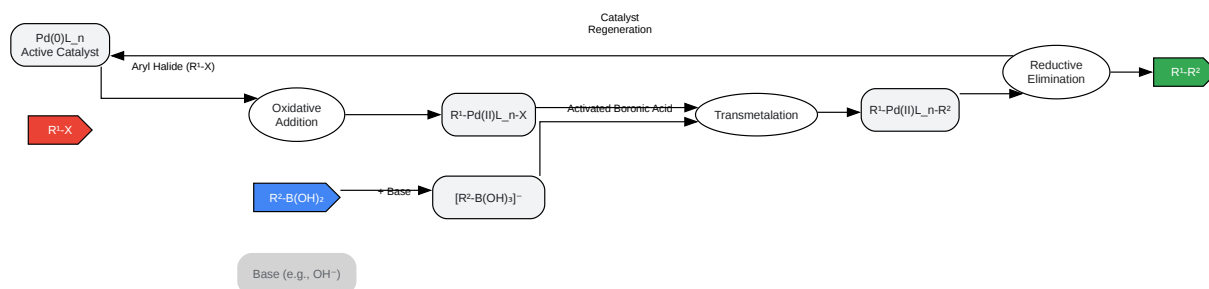 Catalyst
Regeneration
Pd(0)L_n
Active Catalyst
Aryl Halide (R¹-X)
Reductive
Elimination
R¹-R²
Oxidative
Addition
R¹-Pd(II)L_n-X
Activated Boronic Acid
Transmetalation
R¹-Pd(II)L_n-R²
R¹-X
R²-B(OH)₂
+ Base
[R²-B(OH)₃]⁻
Base (e.g., OH⁻)